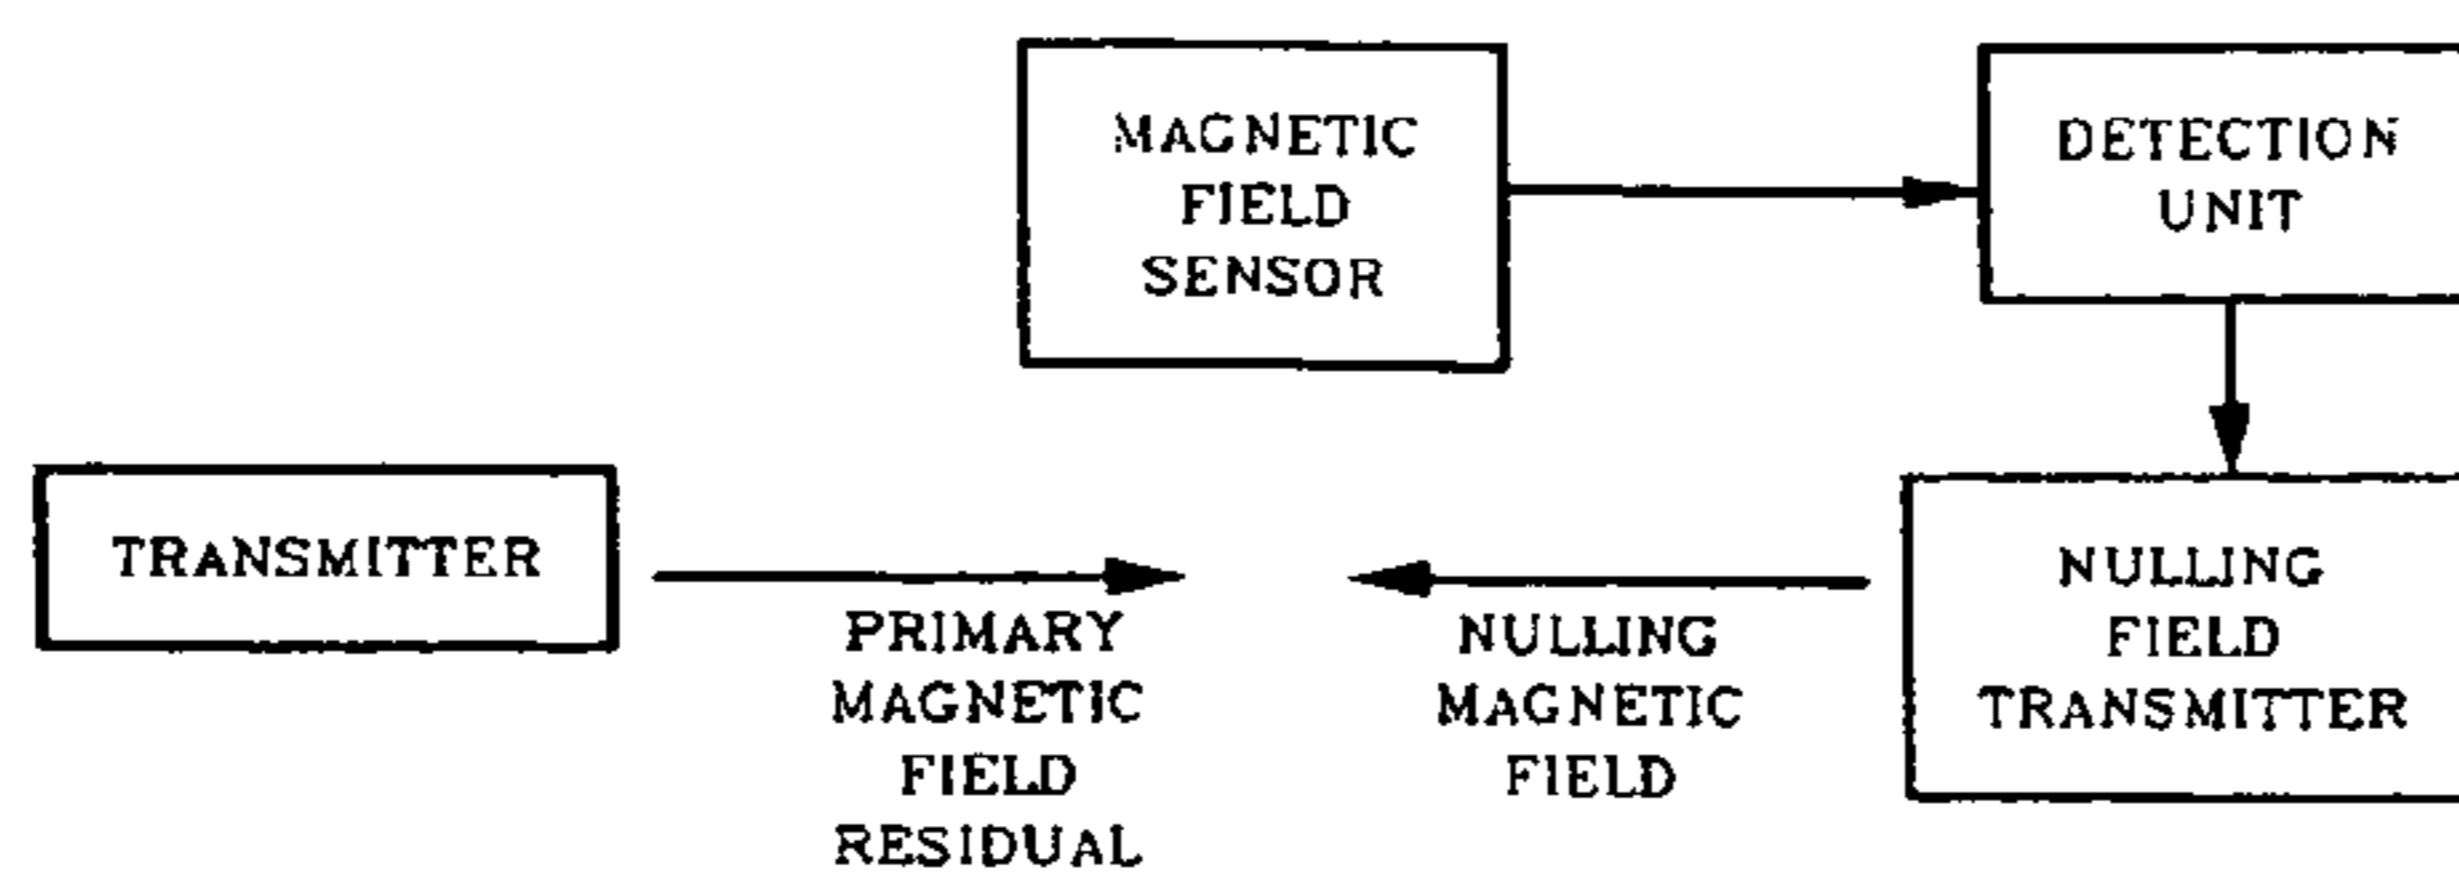 MAGNETIC
FIELD
SENSOR
DETECTION
UNIT
TRANSMITTER
PRIMARY
MAGNETIC
FIELD
RESIDUAL
NULLING
MAGNETIC
FIELD
NULLING
FIELD
TRANSMITTER